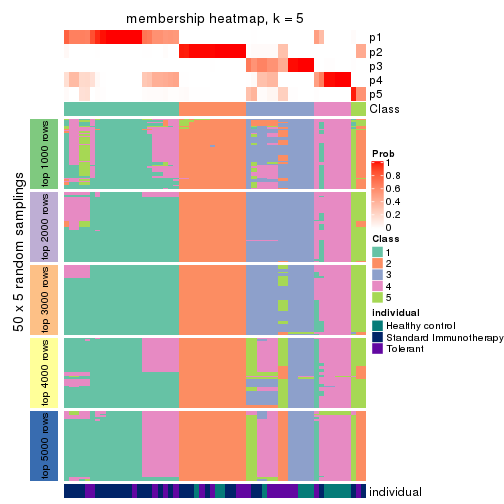 membership heatmap, k = 5
p1
p2
p3
p4
p5
Class
50 x 5 random samplings
top 1000 rows
top 2000 rows
top 3000 rows
top 4000 rows
top 5000 rows
Prob
1
0.8
0.6
0.4
0.2
0
Class
1
2
3
4
5
individual
Healthy control
Standard Immunotherapy
Tolerant
individual